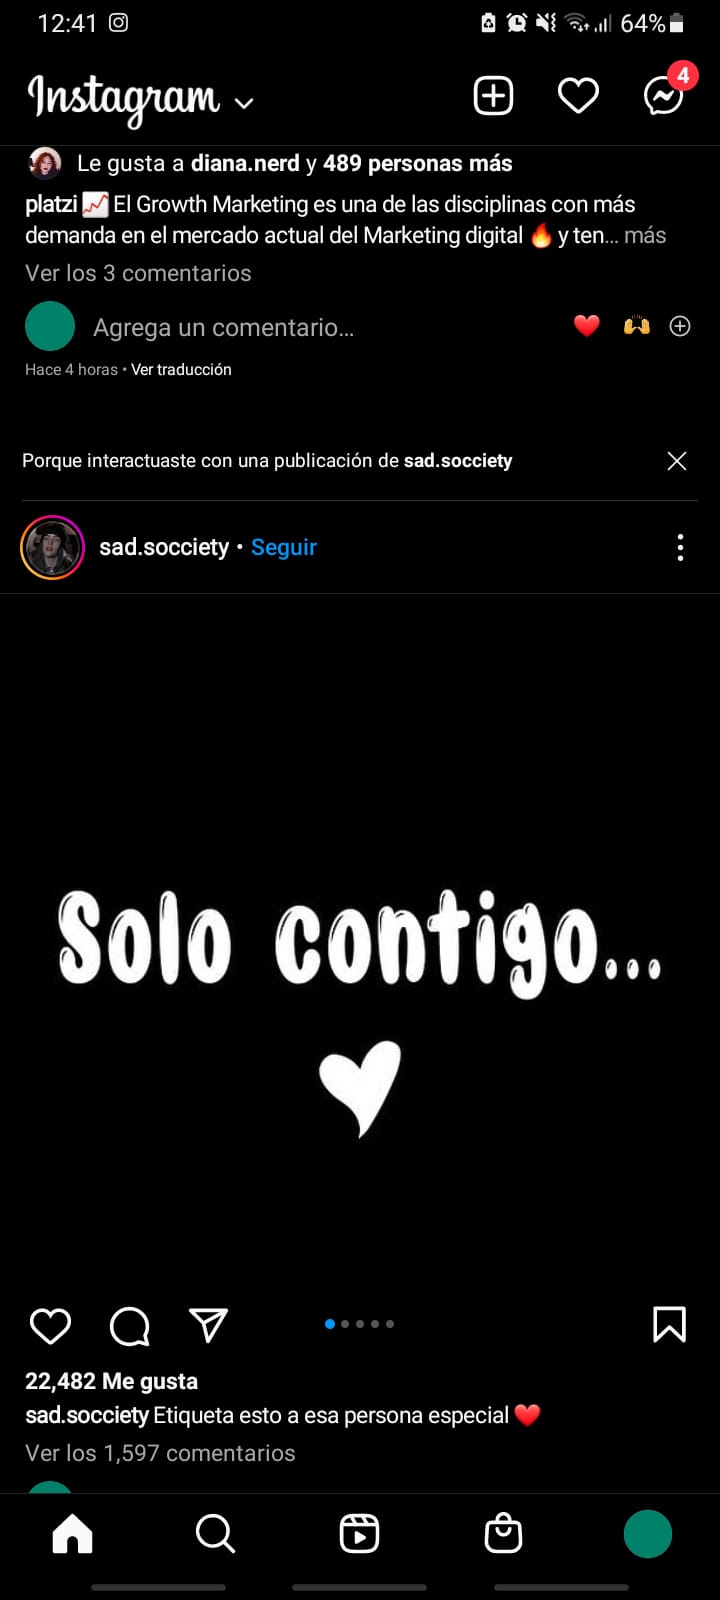 12:41 64%
Instagram
4
Le gusta a diana.nerd y 489 personas más
platzi 📈 El Growth Marketing es una de las disciplinas con más
demanda en el mercado actual del Marketing digital 🔥 y ten... más
Ver los 3 comentarios
Agrega un comentario...
Hace 4 horas • Ver traducción
Porque interactuaste con una publicación de sad.socciety
sad.socciety • Seguir
Solo contigo...
22,482 Me gusta
sad.socciety Etiqueta esto a esa persona especial ❤️
Ver los 1,597 comentarios